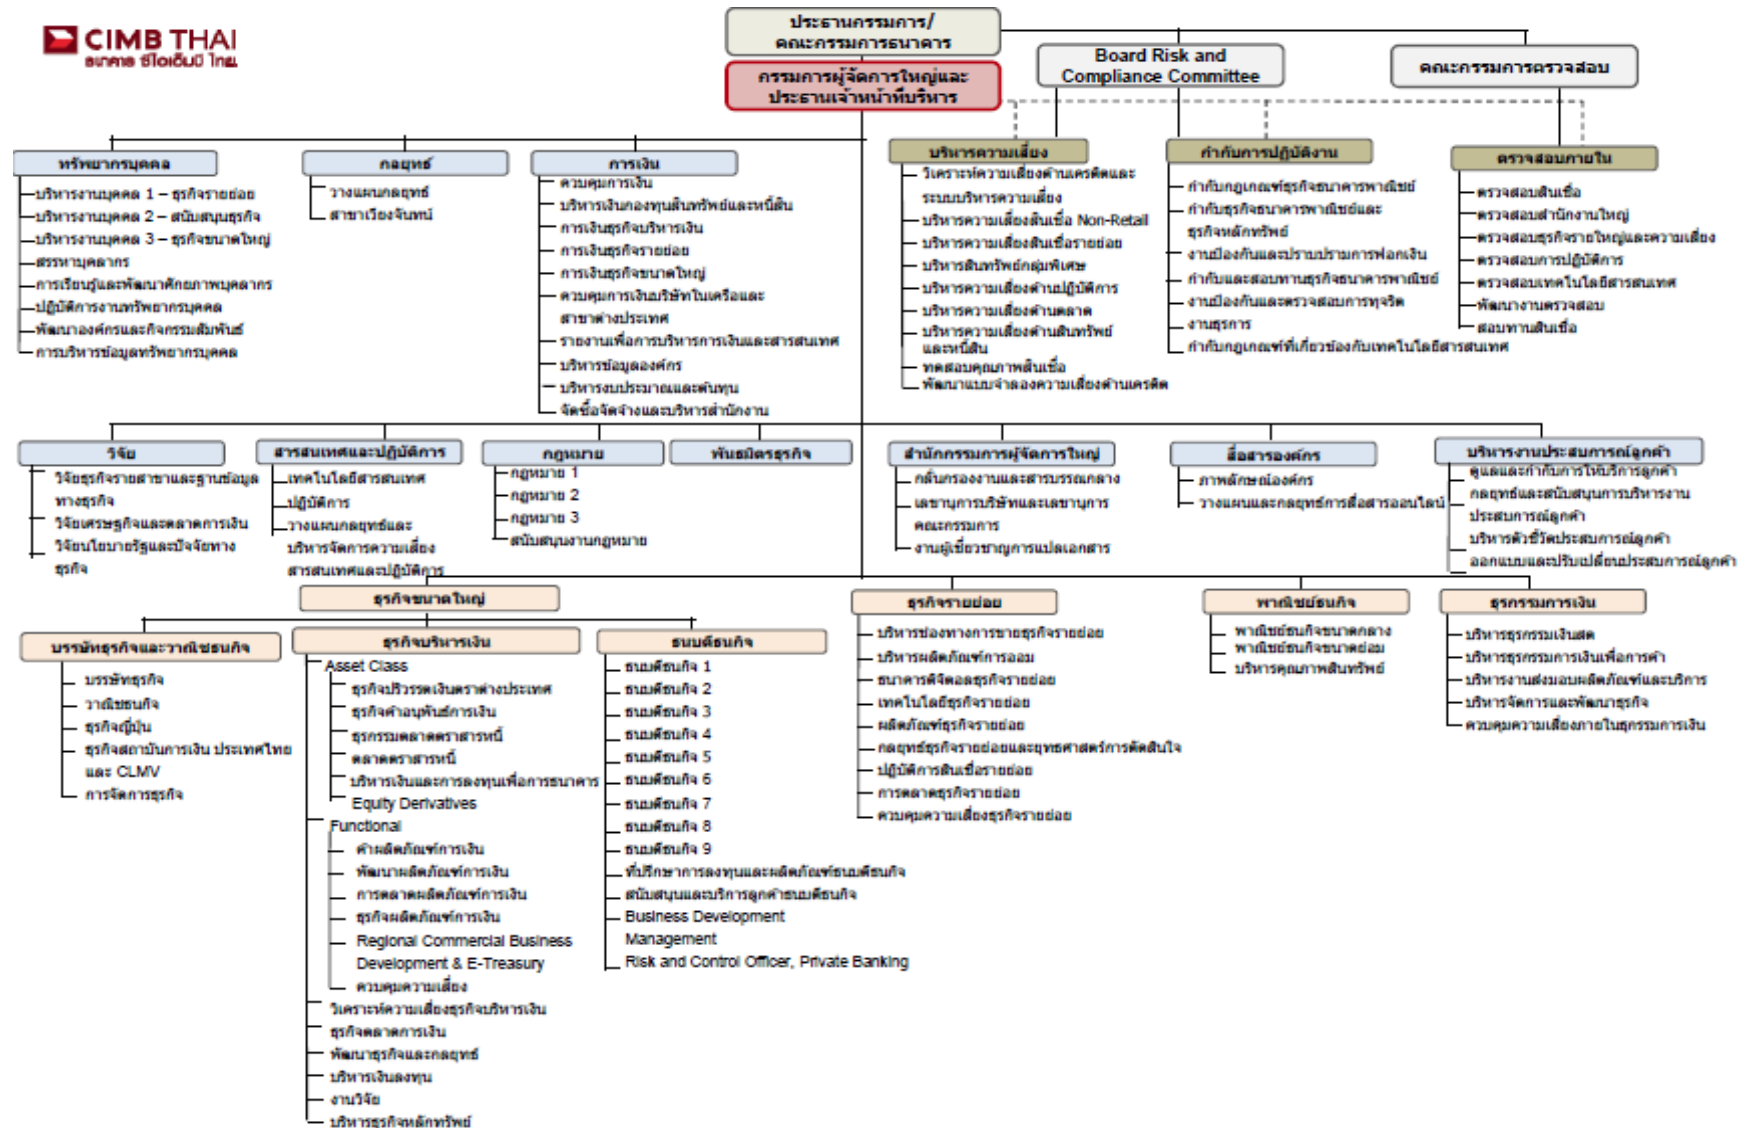 CIMB THAI
ธนาคาร ซีไอเอ็มบี ไทย
ประธานกรรมการ/
คณะกรรมการธนาคาร
กรรมการผู้จัดการใหญ่และ
ประธานเจ้าหน้าที่บริหาร
Board Risk and
Compliance Committee
คณะกรรมการตรวจสอบ
ทรัพยากรบุคคล
บริหารงานบุคคล 1 – ธุรกิจรายย่อย
บริหารงานบุคคล 2 – สนับสนุนธุรกิจ
บริหารงานบุคคล 3 – ธุรกิจขนาดใหญ่
สรรหาบุคลากร
การเรียนรู้และพัฒนาศักยภาพบุคลากร
ปฏิบัติการงานทรัพยากรบุคคล
พัฒนาองค์กรและกิจกรรมสัมพันธ์
การบริหารข้อมูลทรัพยากรบุคคล
กลยุทธ์
วางแผนกลยุทธ์
สาขาเวียงจันทน์
การเงิน
ควบคุมการเงิน
บริหารเงินกองทุนสินทรัพย์และหนี้สิน
การเงินธุรกิจบริหารเงิน
การเงินธุรกิจรายย่อย
การเงินธุรกิจขนาดใหญ่
ควบคุมการเงินบริษัทในเครือและ
สาขาต่างประเทศ
รายงานเพื่อการบริหารการเงินและสารสนเทศ
บริหารข้อมูลองค์กร
บริหารงบประมาณและต้นทุน
จัดซื้อจัดจ้างและบริหารสำนักงาน
บริหารความเสี่ยง
วิเคราะห์ความเสี่ยงด้านเครดิตและ
ระบบบริหารความเสี่ยง
บริหารความเสี่ยงสินเชื่อ Non-Retail
บริหารความเสี่ยงสินเชื่อรายย่อย
บริหารสินทรัพย์กลุ่มพิเศษ
บริหารความเสี่ยงด้านปฏิบัติการ
บริหารความเสี่ยงด้านตลาด
บริหารความเสี่ยงด้านสินทรัพย์
และหนี้สิน
ทดสอบคุณภาพสินเชื่อ
พัฒนาแบบจำลองความเสี่ยงด้านเครดิต
กำกับการปฏิบัติงาน
กำกับกฎเกณฑ์ธุรกิจธนาคารพาณิชย์
กำกับธุรกิจธนาคารพาณิชย์และ
ธุรกิจหลักทรัพย์
งานป้องกันและปราบปรามการฟอกเงิน
กำกับและสอบทานธุรกิจธนาคารพาณิชย์
งานป้องกันและตรวจสอบการทุจริต
งานธุรการ
กำกับกฎเกณฑ์ที่เกี่ยวข้องกับเทคโนโลยีสารสนเทศ
ตรวจสอบภายใน
ตรวจสอบสินเชื่อ
ตรวจสอบสำนักงานใหญ่
ตรวจสอบธุรกิจรายใหญ่และความเสี่ยง
ตรวจสอบการปฏิบัติการ
ตรวจสอบเทคโนโลยีสารสนเทศ
พัฒนางานตรวจสอบ
สอบทานสินเชื่อ
วิจัย
วิจัยธุรกิจรายสาขาและฐานข้อมูล
ทางธุรกิจ
วิจัยเศรษฐกิจและตลาดการเงิน
วิจัยนโยบายรัฐและปัจจัยทาง
ธุรกิจ
สารสนเทศและปฏิบัติการ
เทคโนโลยีสารสนเทศ
ปฏิบัติการ
วางแผนกลยุทธ์และ
บริหารจัดการความเสี่ยง
สารสนเทศและปฏิบัติการ
กฎหมาย
กฎหมาย 1
กฎหมาย 2
กฎหมาย 3
สนับสนุนงานกฎหมาย
พันธมิตรธุรกิจ
สำนักกรรมการผู้จัดการใหญ่
กลั่นกรองงานและสารบรรณกลาง
เลขานุการบริษัทและเลขานุการ
คณะกรรมการ
งานผู้เชี่ยวชาญการแปลเอกสาร
สื่อสารองค์กร
ภาพลักษณ์องค์กร
วางแผนและกลยุทธ์การสื่อสารออนไลน์
บริหารงานประสบการณ์ลูกค้า
ดูแลและกำกับการให้บริการลูกค้า
กลยุทธ์และสนับสนุนการบริหารงาน
ประสบการณ์ลูกค้า
บริหารตัวชี้วัดประสบการณ์ลูกค้า
ออกแบบและปรับเปลี่ยนประสบการณ์ลูกค้า
ธุรกิจขนาดใหญ่
บรรษัทธุรกิจและวาณิชธนกิจ
บรรษัทธุรกิจ
วาณิชธนกิจ
ธุรกิจญี่ปุ่น
ธุรกิจสถาบันการเงิน ประเทศไทย
และ CLMV
การจัดการธุรกิจ
ธุรกิจบริหารเงิน
Asset Class
ธุรกิจปริวรรตเงินตราต่างประเทศ
ธุรกิจค้าอนุพันธ์การเงิน
ธุรกรรมตลาดตราสารหนี้
ตลาดตราสารหนี้
บริหารเงินและการลงทุนเพื่อการธนาคาร
Equity Derivatives
Functional
ค้าผลิตภัณฑ์การเงิน
พัฒนาผลิตภัณฑ์การเงิน
การตลาดผลิตภัณฑ์การเงิน
ธุรกิจผลิตภัณฑ์การเงิน
Regional Commercial Business
Development & E-Treasury
ควบคุมความเสี่ยง
วิเคราะห์ความเสี่ยงธุรกิจบริหารเงิน
ธุรกิจตลาดการเงิน
พัฒนาธุรกิจและกลยุทธ์
บริหารเงินลงทุน
งานวิจัย
บริหารธุรกิจหลักทรัพย์
ธนบดีธนกิจ
ธนบดีธนกิจ 1
ธนบดีธนกิจ 2
ธนบดีธนกิจ 3
ธนบดีธนกิจ 4
ธนบดีธนกิจ 5
ธนบดีธนกิจ 6
ธนบดีธนกิจ 7
ธนบดีธนกิจ 8
ธนบดีธนกิจ 9
ที่ปรึกษาการลงทุนและผลิตภัณฑ์ธนบดีธนกิจ
สนับสนุนและบริการลูกค้าธนบดีธนกิจ
Business Development
Management
Risk and Control Officer, Private Banking
ธุรกิจรายย่อย
บริหารช่องทางการขายธุรกิจรายย่อย
บริหารผลิตภัณฑ์การออม
ธนาคารดิจิตอลธุรกิจรายย่อย
เทคโนโลยีธุรกิจรายย่อย
ผลิตภัณฑ์ธุรกิจรายย่อย
กลยุทธ์ธุรกิจรายย่อยและยุทธศาสตร์การตัดสินใจ
ปฏิบัติการสินเชื่อรายย่อย
การตลาดธุรกิจรายย่อย
ควบคุมความเสี่ยงธุรกิจรายย่อย
พาณิชย์ธนกิจ
พาณิชย์ธนกิจขนาดกลาง
พาณิชย์ธนกิจขนาดย่อม
บริหารคุณภาพสินทรัพย์
ธุรกรรมการเงิน
บริหารธุรกรรมเงินสด
บริหารธุรกรรมการเงินเพื่อการค้า
บริหารงานส่งมอบผลิตภัณฑ์และบริการ
บริหารจัดการและพัฒนาธุรกิจ
ควบคุมความเสี่ยงภายในธุรกรรมการเงิน